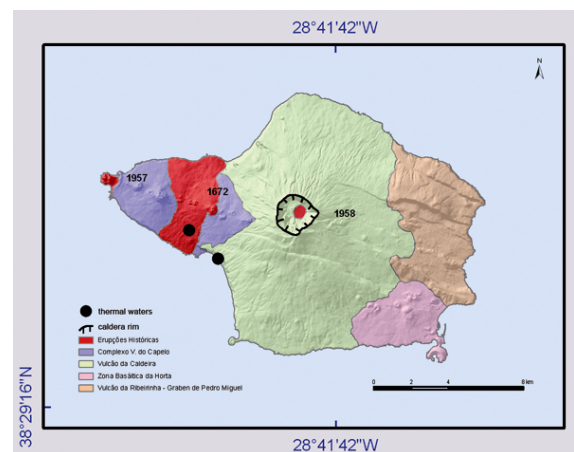 28°41'42"W
N
1957
1672
1958
thermal waters
caldera rim
Erupções Históricas
Complexo V. do Capelo
Vulcão da Caldeira
Zona Basáltica da Horta
Vulcão da Ribeirinha - Graben de Pedro Miguel
0 2 4 8 km
38°29'16"N
28°41'42"W